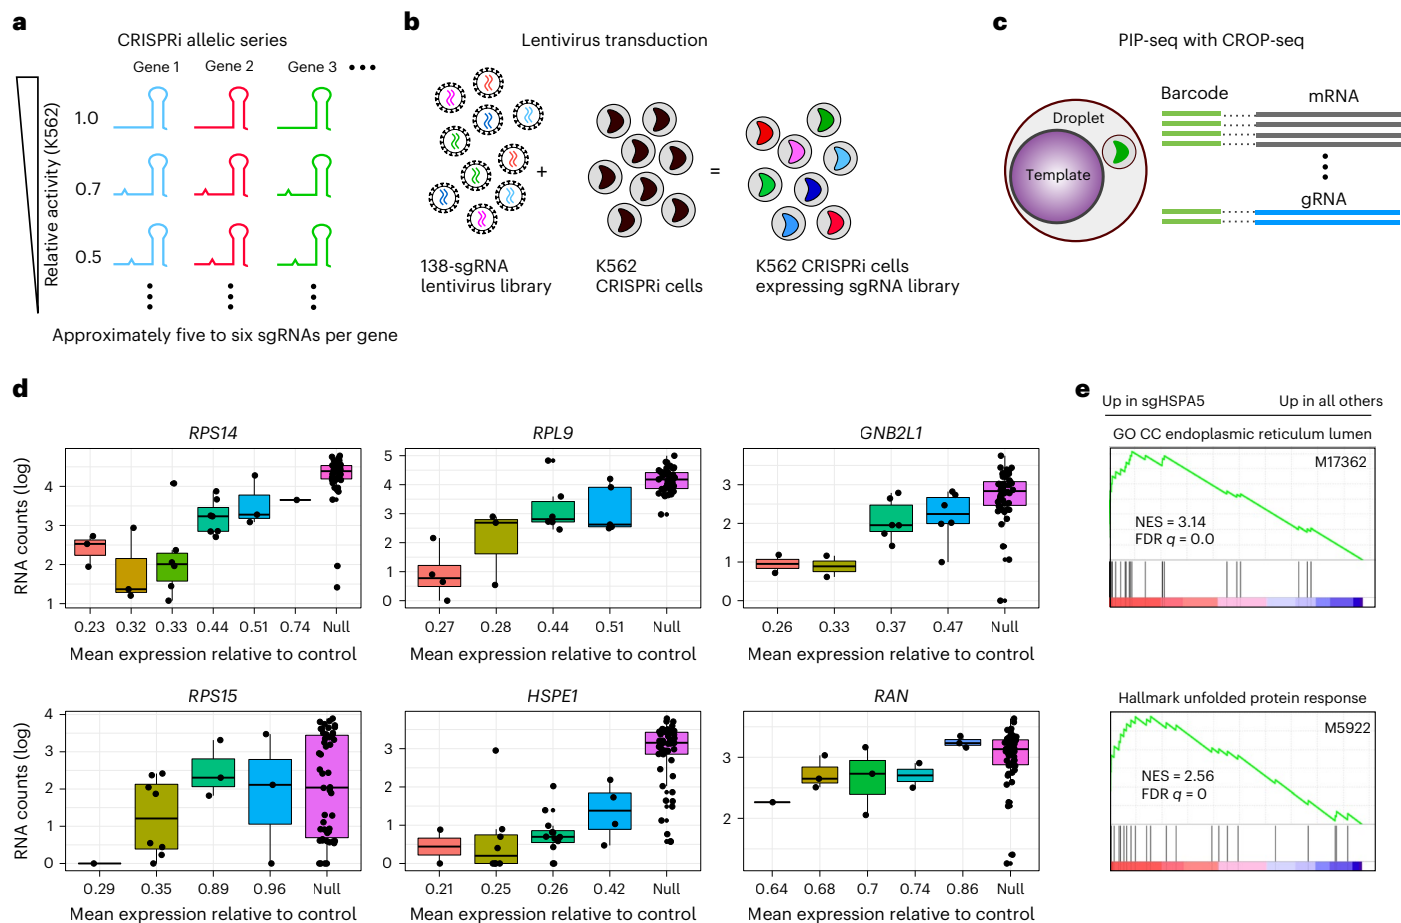 a
CRISPRi allelic series
Gene 1 Gene 2 Gene 3
Relative activity (K562)
1.0
0.7
0.5
Approximately five to six sgRNAs per gene
b
Lentivirus transduction
+
=
138-sgRNA
lentivirus library
K562
CRISPRi cells
K562 CRISPRi cells
expressing sgRNA library
c
PIP-seq with CROP-seq
Droplet
Template
Barcode
mRNA
gRNA
d
RPS14
RNA counts (log)
3
2
1
0.23 0.32 0.33 0.44 0.51 0.74 Null
Mean expression relative to control
RPL9
5
4
3
2
1
0
0.27 0.28 0.44 0.51 Null
Mean expression relative to control
GNB2L1
3
2
1
0
0.26 0.33 0.37 0.47 Null
Mean expression relative to control
RPS15
RNA counts (log)
4
3
2
1
0
0.29 0.35 0.89 0.96 Null
Mean expression relative to control
HSPE1
3
2
1
0
0.21 0.25 0.26 0.42 Null
Mean expression relative to control
RAN
3
2
0.64 0.68 0.7 0.74 0.86 Null
Mean expression relative to control
e
Up in sgHSPA5 Up in all others
GO CC endoplasmic reticulum lumen
M17362
NES = 3.14
FDR q = 0.0
Hallmark unfolded protein response
M5922
NES = 2.56
FDR q = 0